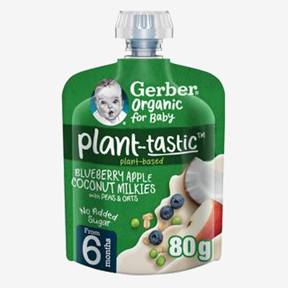 Gerber®
Organic
for Baby
plant-tastic™
plant-based
BLUEBERRY APPLE
COCONUT MILKIES
with PEAS & OATS
No Added
Sugar
From
6
months
80g